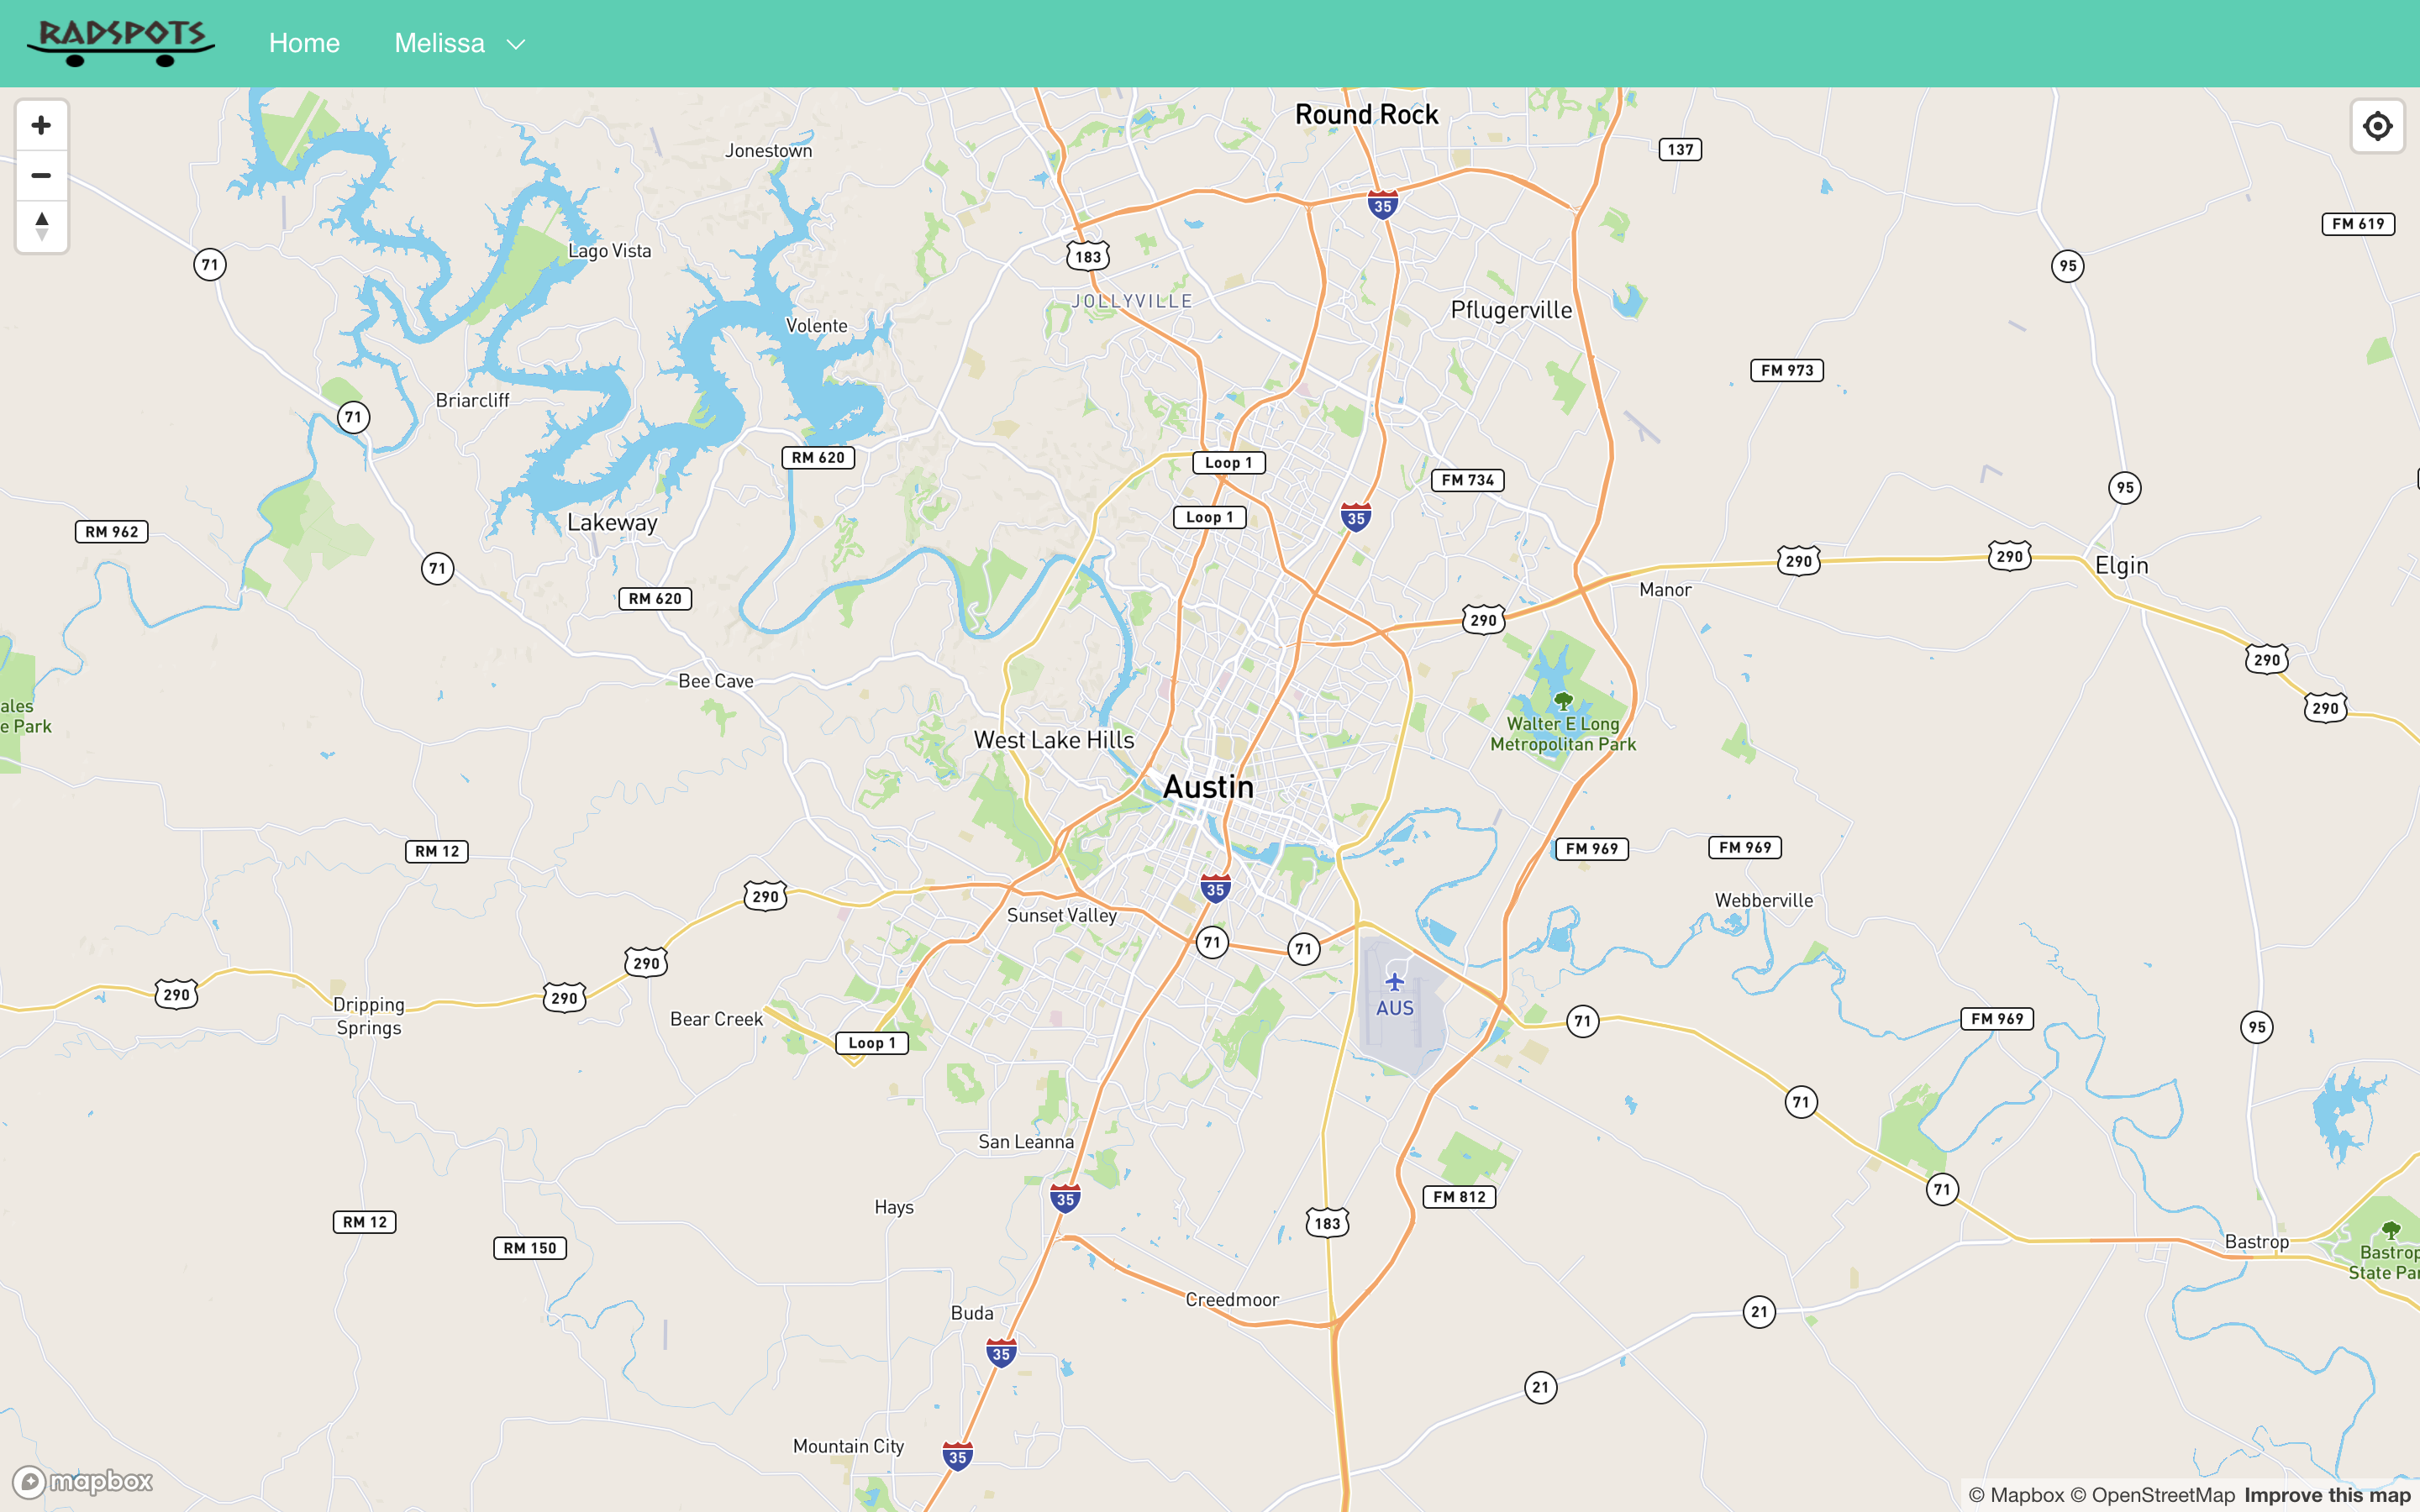 RADSPOTS Home Melissa
Round Rock
137
Jonestown
35
FM 619
Lago Vista
183
71
95
JOLLYVILLE
Pflugerville
Volente
FM 973
Briarcliff
71
RM 620
Loop 1
FM 734
95
Loop 1
35
Lakeway
RM 962
290
290
Elgin
71
Manor
RM 620
290
290
Bee Cave
ales
e Park
290
Walter E Long
Metropolitan Park
West Lake Hills
Austin
RM 12
FM 969
FM 969
35
290
Webberville
Sunset Valley
71
71
290
290
290
Dripping
Springs
AUS
Bear Creek
71
FM 969
95
Loop 1
71
San Leanna
71
35
FM 812
Hays
RM 12
183
Bastrop
RM 150
Bastrop
State Par
Creedmoor
Buda
21
35
21
Mountain City
35
mapbox
© Mapbox © OpenStreetMap Improve this map